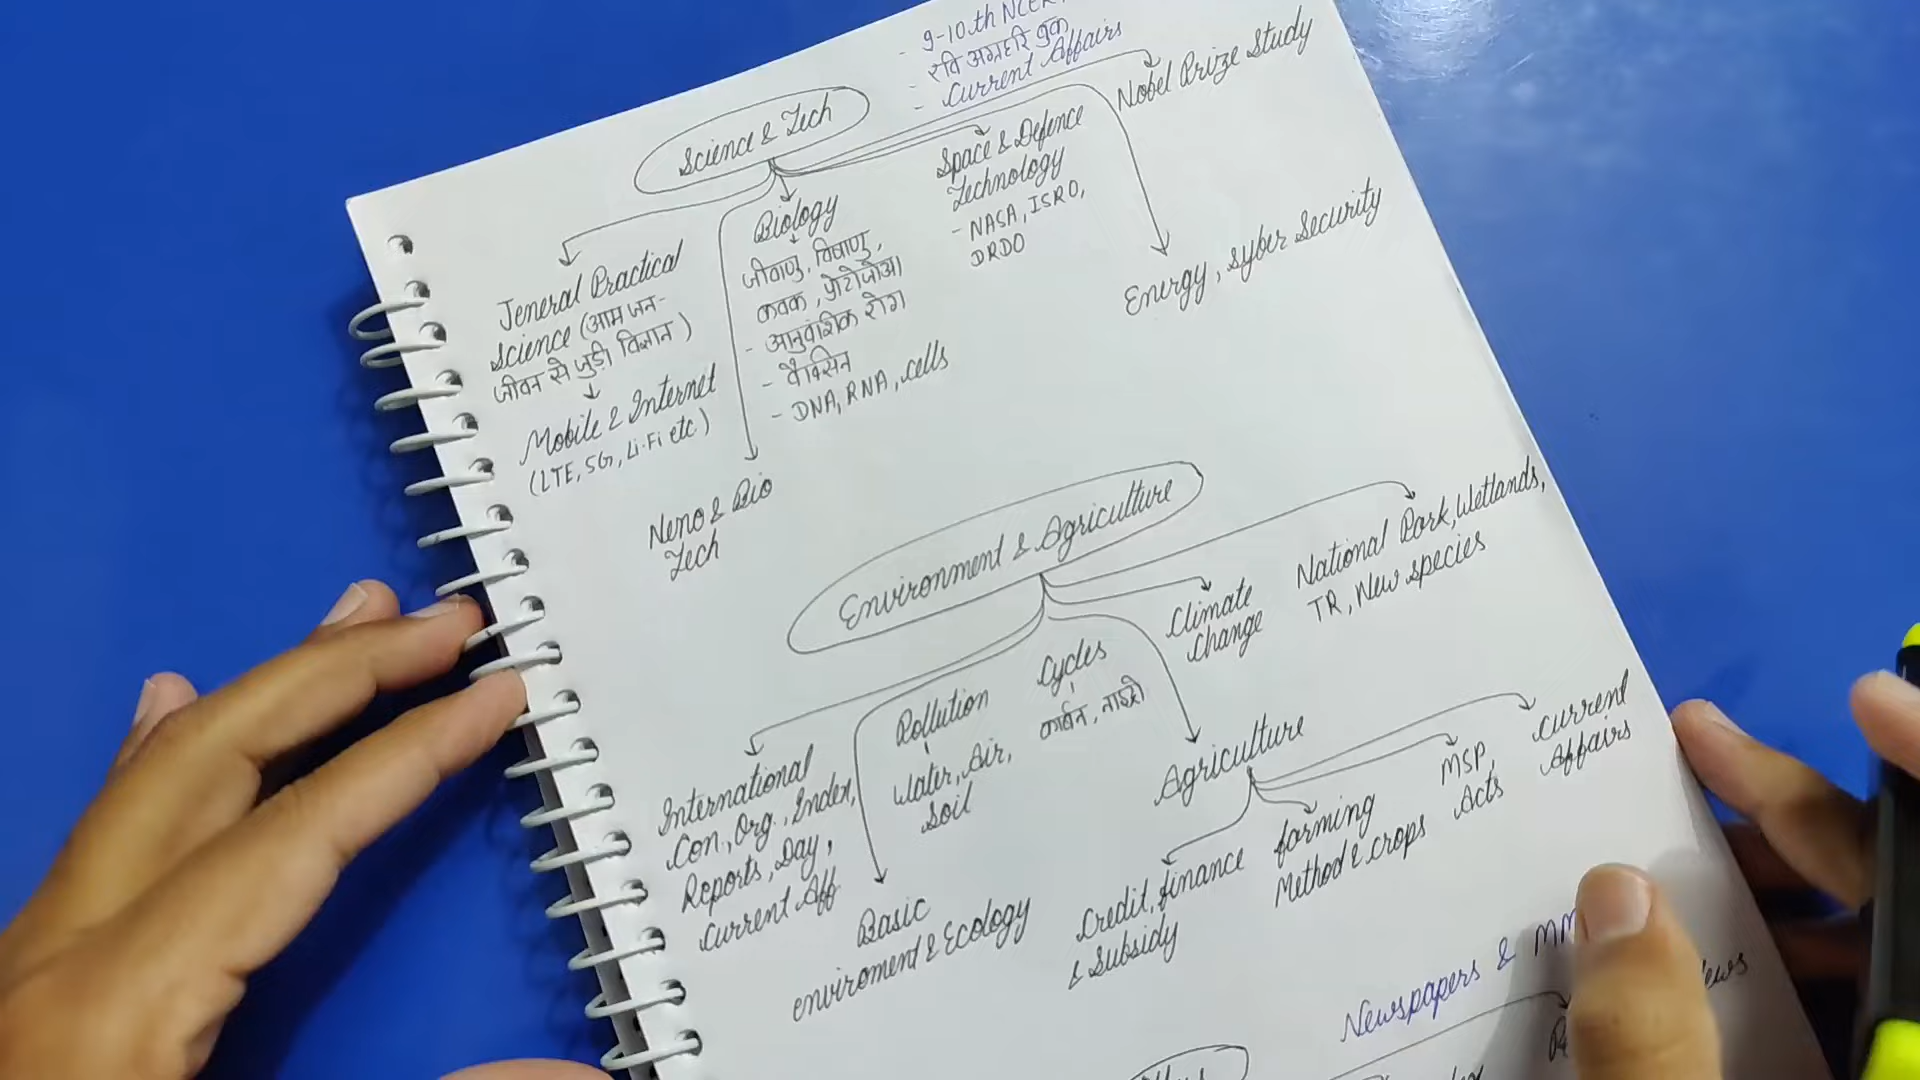 - 9-10th NCER
- रवि अग्रहरि बुक
- Current Affairs
Science & Tech
Nobel Prize Study
Space & Defence
Technology
- NASA, ISRO,
DRDO
Energy, syber Security
Biology
जीवाणु, विषाणु,
कवक, प्रोटोजोआ
- आनुवंशिक रोग
- वैक्सिन
- DNA, RNA, cells
Jeneral Practical
Science (आम जन-
जीवन से जुड़ी विज्ञान)
Mobile & Internet
(LTE, 5G, Li-Fi etc)
Neno & Bio
Tech
Environment & Agriculture
National Park, Wetlands,
TR, New species
Climate
Change
Cycles
कार्बन, नाइट्रो
Pollution
Water, Air,
Soil
International
Con., Org., Index,
Reports, Day,
Current Aff
Basic
enviroment & Ecology
Agriculture
Credit, finance
& Subsidy
farming
Method & crops
MSP,
Acts
Current
Affairs
Newspapers & MM